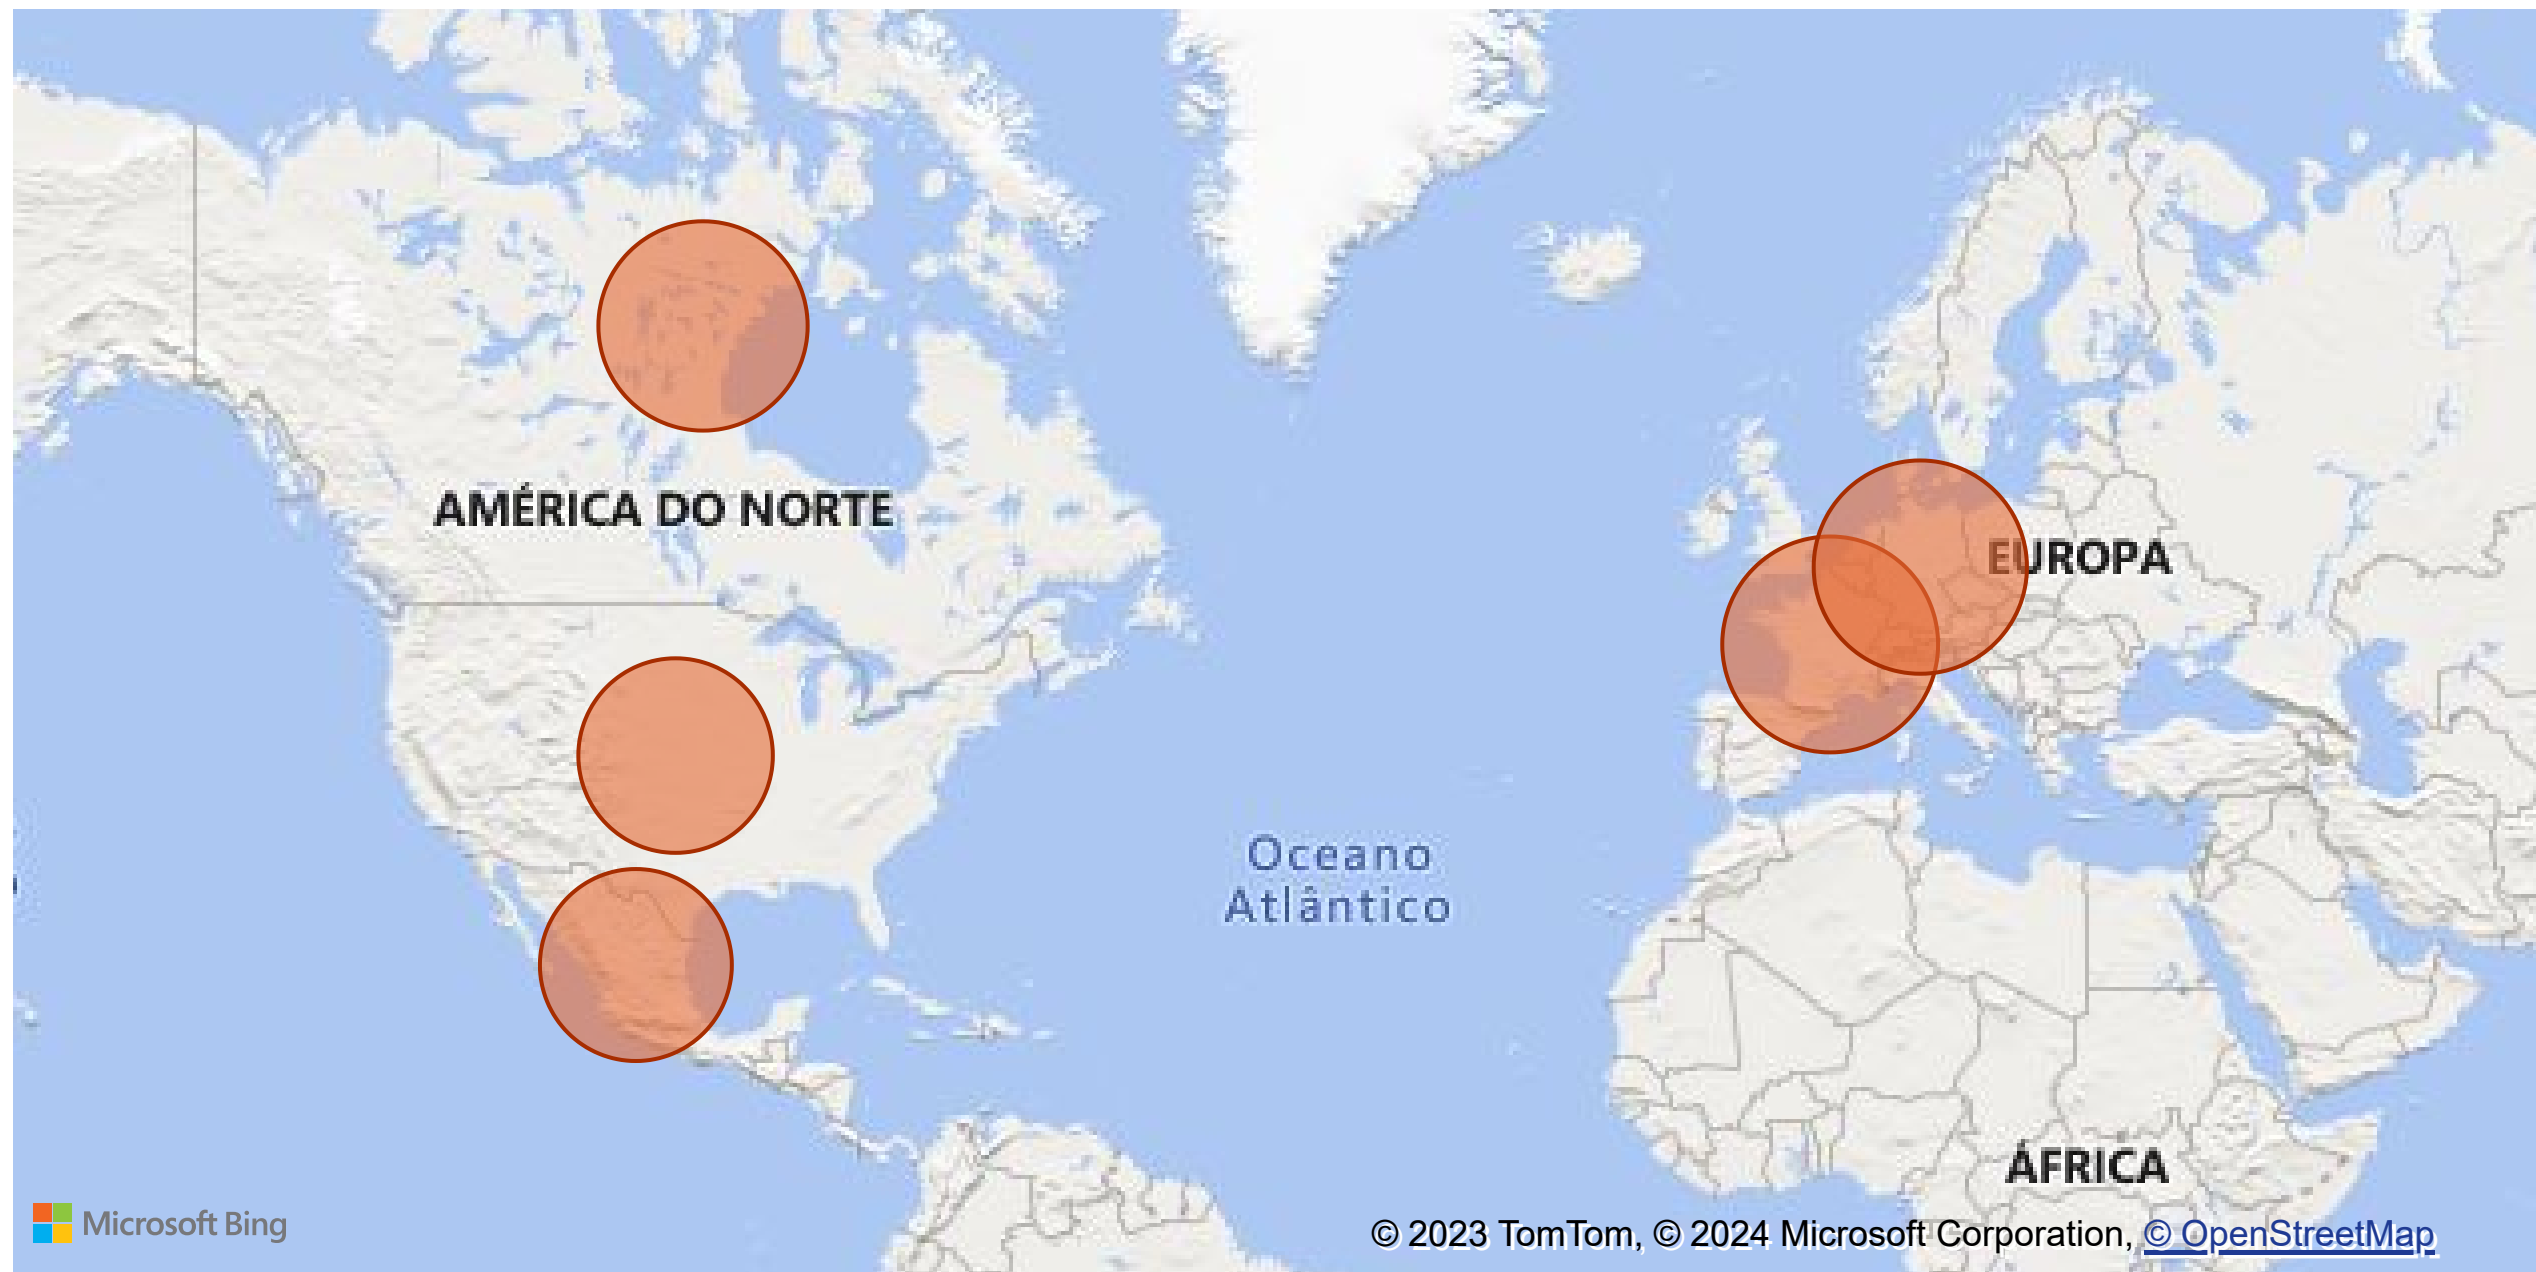 AMÉRICA DO NORTE
EUROPA
Oceano
Atlântico
ÁFRICA
Microsoft Bing
© 2023 TomTom, © 2024 Microsoft Corporation, © OpenStreetMap